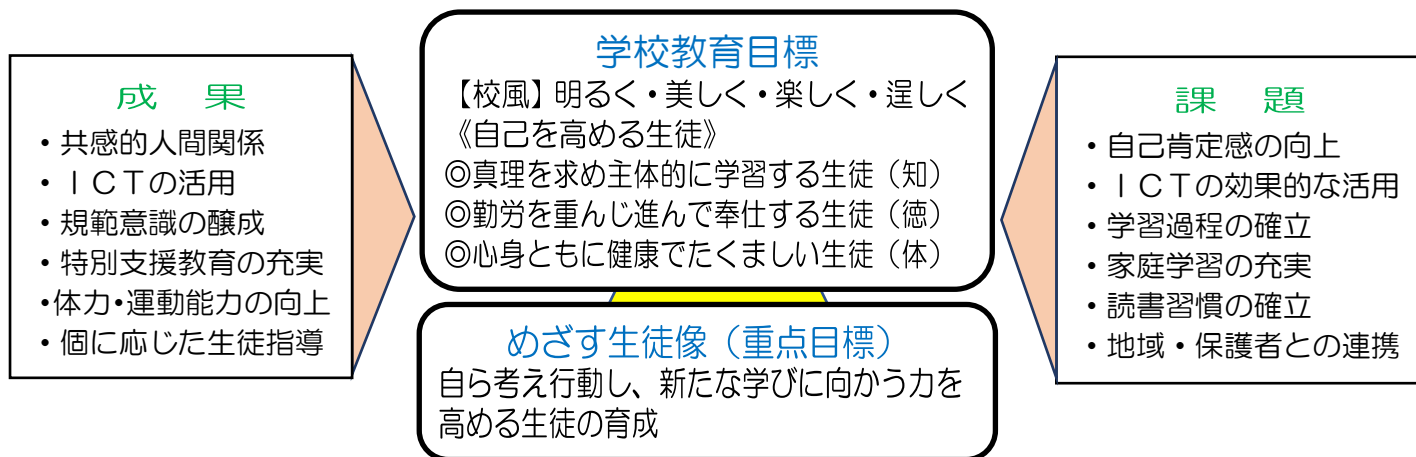 成　果
・共感的人間関係
・ＩＣＴの活用
・規範意識の醸成
・特別支援教育の充実
・体力・運動能力の向上
・個に応じた生徒指導
学校教育目標
【校風】明るく・美しく・楽しく・逞しく
《自己を高める生徒》
◎真理を求め主体的に学習する生徒（知）
◎勤労を重んじ進んで奉仕する生徒（徳）
◎心身ともに健康でたくましい生徒（体）
めざす生徒像（重点目標）
自ら考え行動し、新たな学びに向かう力を
高める生徒の育成
課　題
・自己肯定感の向上
・ＩＣＴの効果的な活用
・学習過程の確立
・家庭学習の充実
・読書習慣の確立
・地域・保護者との連携